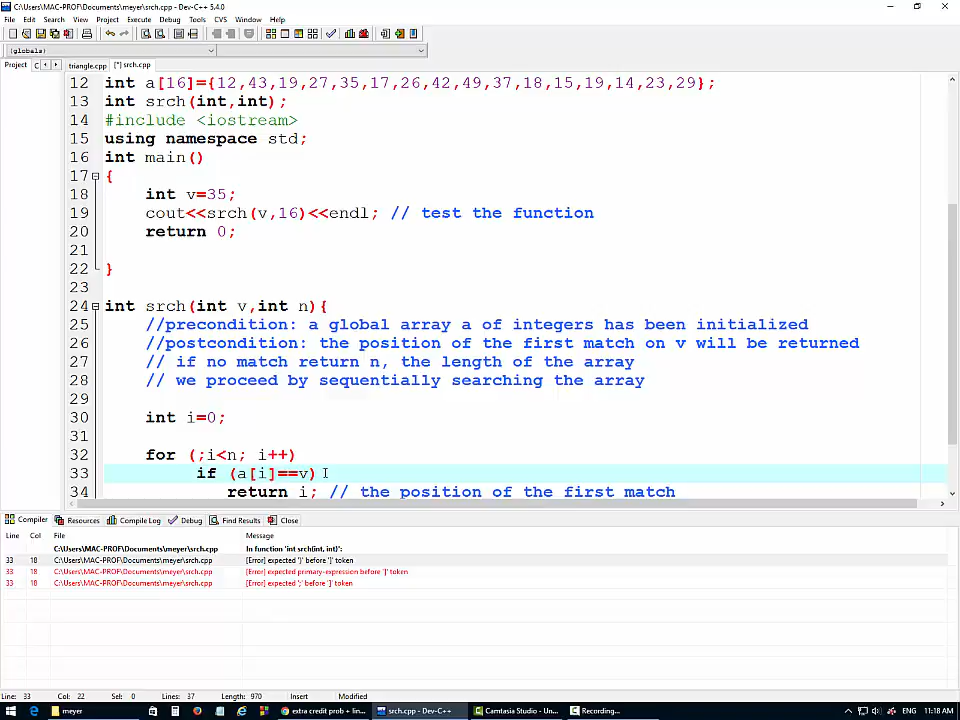 C:\Users\MAC-PROF\Documents\meyer\srch.cpp - Dev-C++ 5.4.0
File Edit Search View Project Execute Debug Tools CVS Window Help
(globals)
Project C triangle.cpp [*] srch.cpp
12 int a[16]={12,43,19,27,35,17,26,42,49,37,18,15,19,14,23,29};
13 int srch(int,int);
14 #include <iostream>
15 using namespace std;
16 int main()
17 {
18 int v=35;
19 cout<<srch(v,16)<<endl; // test the function
20 return 0;
21
22 }
23
24 int srch(int v,int n){
25 //precondition: a global array a of integers has been initialized
26 //postcondition: the position of the first match on v will be returned
27 // if no match return n, the length of the array
28 // we proceed by sequentially searching the array
29
30 int i=0;
31
32 for (;i<n; i++)
33 if (a[i]==v)
34 return i; // the position of the first match
Compiler Resources Compile Log Debug Find Results Close
Line Col File Message
C:\Users\MAC-PROF\Documents\meyer\srch.cpp In function 'int srch(int, int)':
33 18 C:\Users\MAC-PROF\Documents\meyer\srch.cpp [Error] expected ')' before ']' token
33 18 C:\Users\MAC-PROF\Documents\meyer\srch.cpp [Error] expected primary-expression before ']' token
33 18 C:\Users\MAC-PROF\Documents\meyer\srch.cpp [Error] expected ';' before ']' token
Line: 33 Col: 22 Sel: 0 Lines: 37 Length: 970 Insert Modified
meyer extra credit prob + lin... srch.cpp - Dev-C++ Camtasia Studio - Un... Recording... ENG 11:18 AM